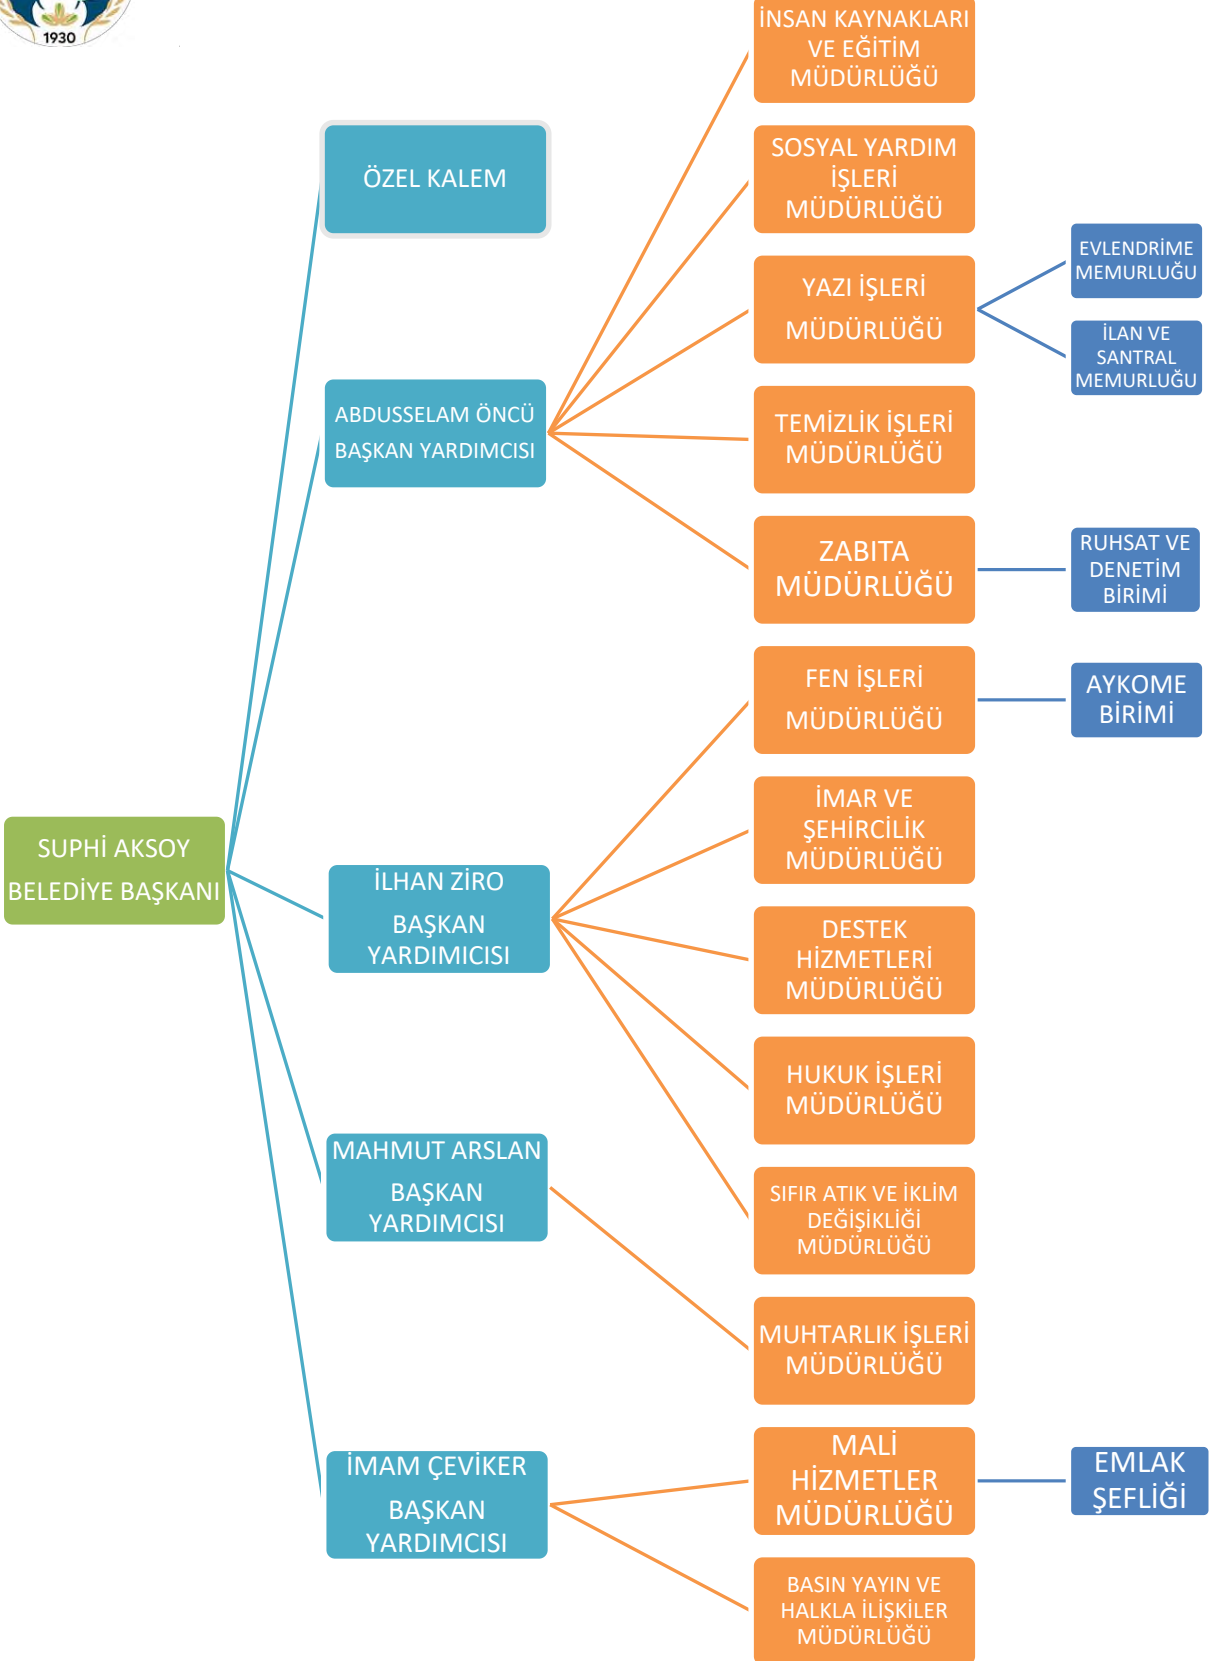 1930
İNSAN KAYNAKLARI
VE EĞİTİM
MÜDÜRLÜĞÜ
ÖZEL KALEM
SOSYAL YARDIM
İŞLERİ
MÜDÜRLÜĞÜ
YAZI İŞLERİ
MÜDÜRLÜĞÜ
EVLENDRİME
MEMURLUĞU
İLAN VE
SANTRAL
MEMURLUĞU
ABDUSSELAM ÖNCÜ
BAŞKAN YARDIMCISI
TEMİZLİK İŞLERİ
MÜDÜRLÜĞÜ
ZABITA
MÜDÜRLÜĞÜ
RUHSAT VE
DENETİM
BİRİMİ
FEN İŞLERİ
MÜDÜRLÜĞÜ
AYKOME
BİRİMİ
İMAR VE
ŞEHİRCİLİK
MÜDÜRLÜĞÜ
SUPHİ AKSOY
BELEDİYE BAŞKANI
İLHAN ZİRO
BAŞKAN
YARDIMICISI
DESTEK
HİZMETLERİ
MÜDÜRLÜĞÜ
HUKUK İŞLERİ
MÜDÜRLÜĞÜ
MAHMUT ARSLAN
BAŞKAN
YARDIMCISI
SIFIR ATIK VE İKLİM
DEĞİŞİKLİĞİ
MÜDÜRLÜĞÜ
MUHTARLIK İŞLERİ
MÜDÜRLÜĞÜ
İMAM ÇEVİKER
BAŞKAN
YARDIMCISI
MALİ
HİZMETLER
MÜDÜRLÜĞÜ
EMLAK
ŞEFLİĞİ
BASIN YAYIN VE
HALKLA İLİŞKİLER
MÜDÜRLÜĞÜ